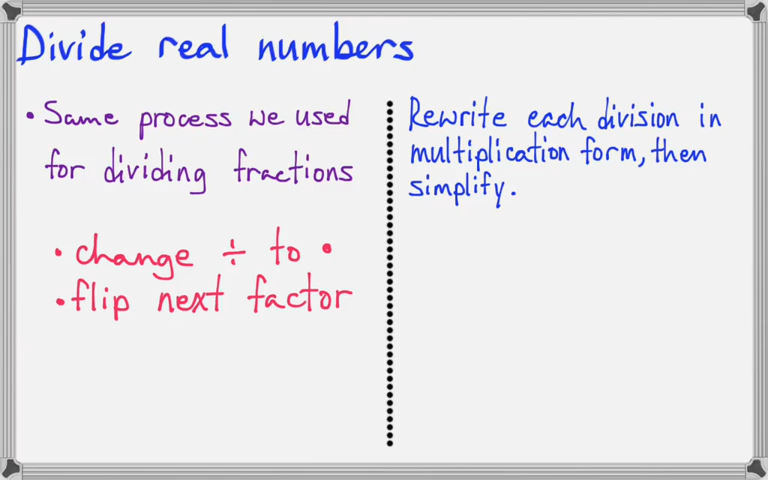 Divide real numbers
• Same process we used
for dividing fractions
• change ÷ to •
• flip next factor
Rewrite each division in
multiplication form, then
simplify.